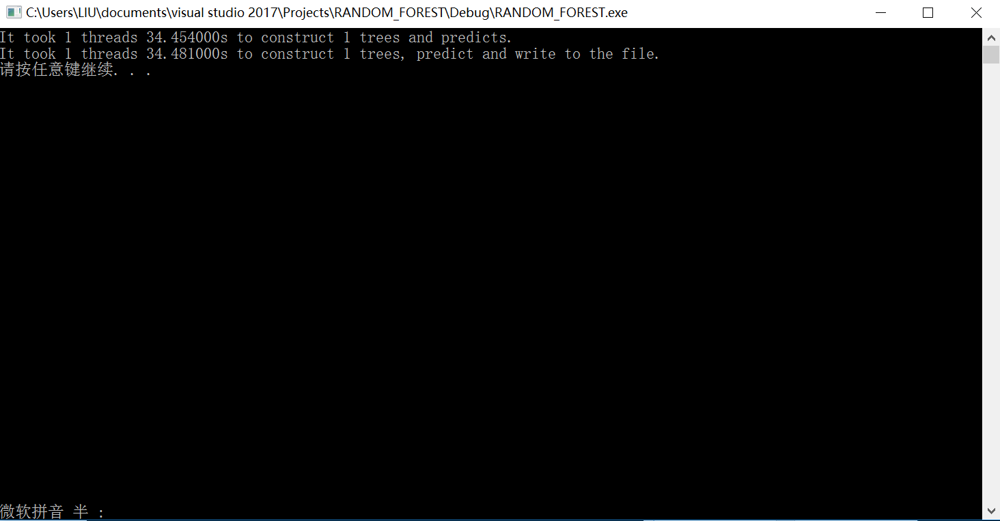 C:\Users\LIU\documents\visual studio 2017\Projects\RANDOM_FOREST\Debug\RANDOM_FOREST.exe
It took 1 threads 34.454000s to construct 1 trees and predicts.
It took 1 threads 34.481000s to construct 1 trees, predict and write to the file.
请按任意键继续. . .
微软拼音 半 :